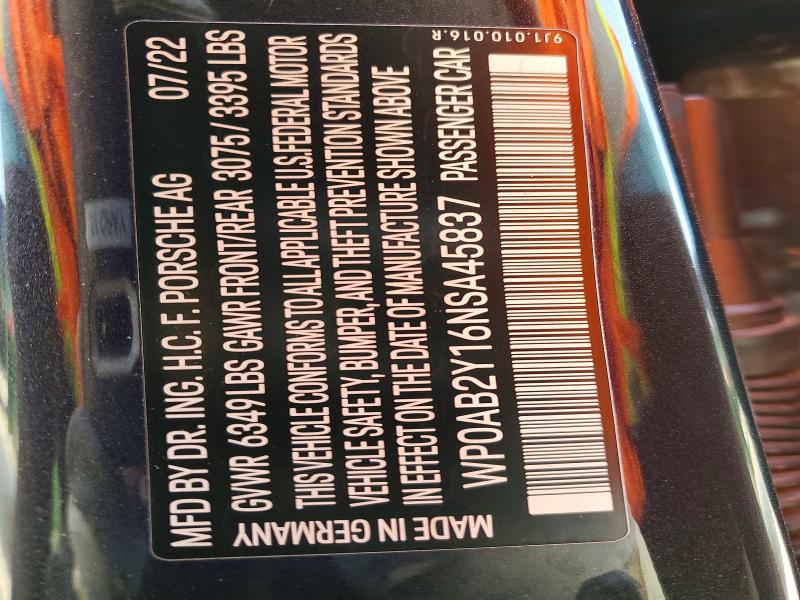 MFD BY DR. ING. H.C. F. PORSCHE AG 07/22
GVWR 6349 LBS GAWR FRONT/REAR 3075 / 3395 LBS
THIS VEHICLE CONFORMS TO ALL APPLICABLE U.S. FEDERAL MOTOR
VEHICLE SAFETY, BUMPER, AND THEFT PREVENTION STANDARDS
IN EFFECT ON THE DATE OF MANUFACTURE SHOWN ABOVE
WP0AB2Y16NSA45837 PASSENGER CAR
MADE IN GERMANY
9J1.010.016.R